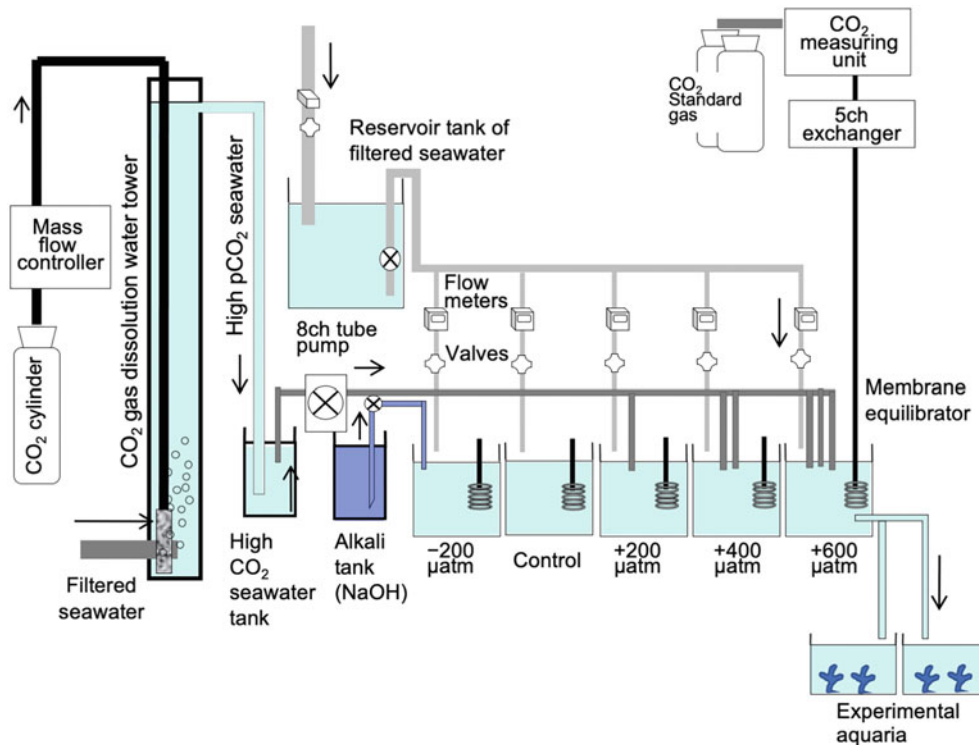 CO2 cylinder
Mass
flow
controller
CO2 gas dissolution water tower
Filtered
seawater
High pCO2 seawater
Reservoir tank of
filtered seawater
CO2
Standard
gas
CO2
measuring
unit
5ch
exchanger
Flow
meters
Valves
8ch tube
pump
Membrane
equilibrator
High
CO2
seawater
tank
Alkali
tank
(NaOH)
−200
µatm
Control
+200
µatm
+400
µatm
+600
µatm
Experimental
aquaria